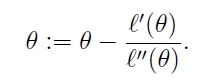 θ := θ − ℓ′(θ) / ℓ″(θ).